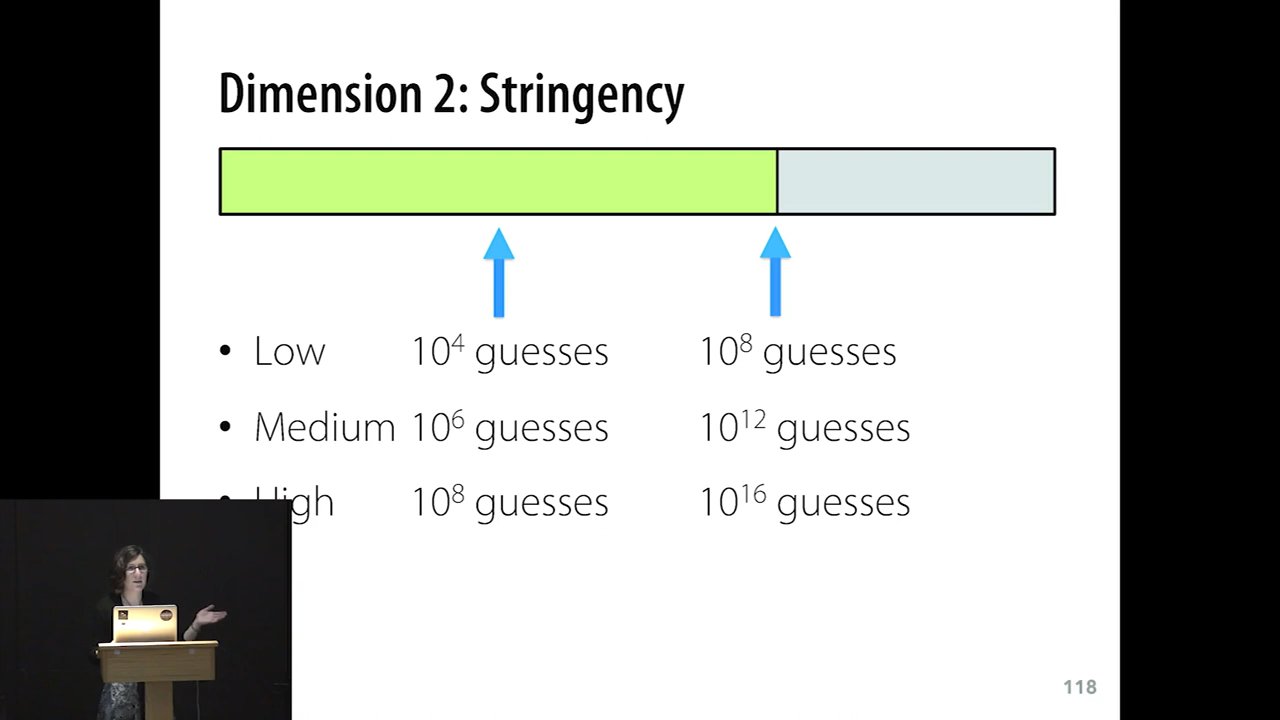 Dimension 2: Stringency
• Low 10⁴ guesses 10⁸ guesses
• Medium 10⁶ guesses 10¹² guesses
• High 10⁸ guesses 10¹⁶ guesses
118